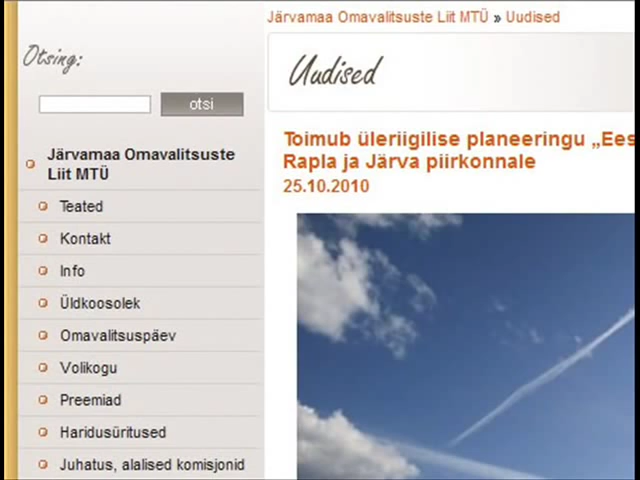 Järvamaa Omavalitsuste Liit MTÜ » Uudised
Otsing:
otsi
Järvamaa Omavalitsuste
Liit MTÜ
Teated
Kontakt
Info
Üldkoosolek
Omavalitsuspäev
Volikogu
Preemiad
Haridusüritused
Juhatus, alalised komisjonid
Uudised
Toimub üleriigilise planeeringu „Ees
Rapla ja Järva piirkonnale
25.10.2010